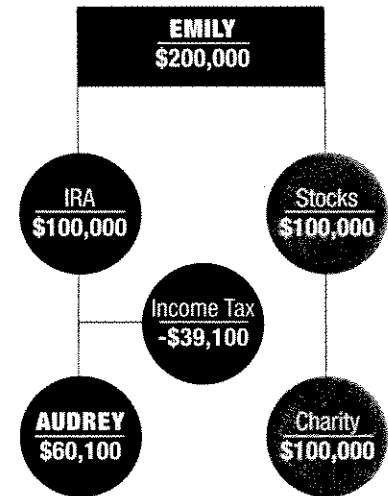 EMILY
$200,000
IRA
$100,000
Stocks
$100,000
Income Tax
-$39,100
AUDREY
$60,100
Charity
$100,000